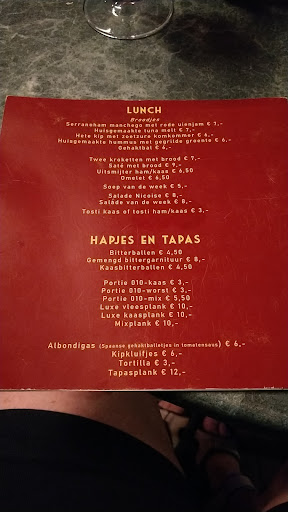 LUNCH
Broodjes
Serranoham manchego met rode uienjam € 7,-
Huisgemaakte tuna melt € 7,-
Hete kip met zoetzure komkommer € 6,-
Huisgemaakte hummus met gegrilde groente € 6,-
Gehaktbal € 6,-
Twee kroketten met brood € 7,-
Saté met brood € 9,-
Uitsmijter ham/kaas € 6,50
Omelet € 6,50
Soep van de week € 5,-
Salade Nicoise € 8,-
Salade van de week € 8,-
Tosti kaas of tosti ham/kaas € 3,-
HAPJES EN TAPAS
Bitterballen € 4,50
Gemengd bittergarnituur € 8,-
Kaasbitterballen € 4,50
Portie 010-kaas € 3,-
Portie 010-worst € 3,-
Portie 010-mix € 5,50
Luxe vleesplank € 10,-
Luxe kaasplank € 10,-
Mixplank € 10,-
Albondigas (Spaanse gehaktballetjes in tomatensaus) € 6,-
Kipkluifjes € 6,-
Tortilla € 3,-
Tapasplank € 12,-